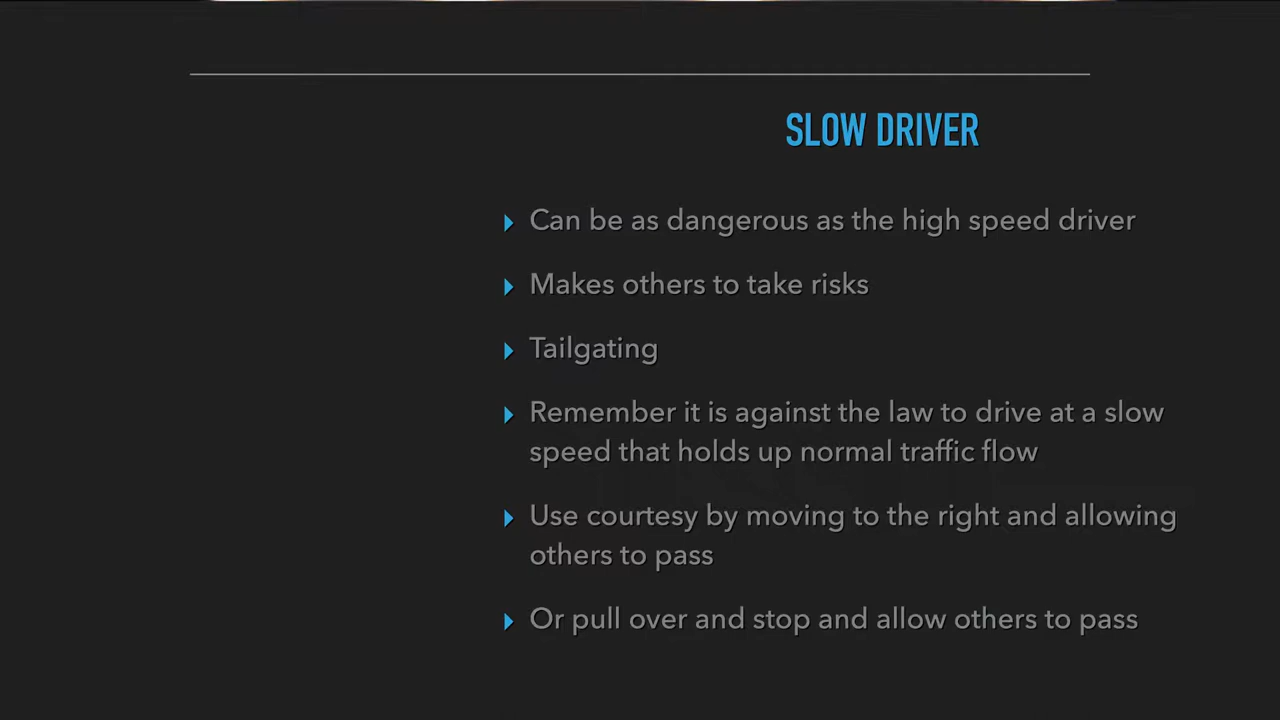 SLOW DRIVER
Can be as dangerous as the high speed driver
Makes others to take risks
Tailgating
Remember it is against the law to drive at a slow
speed that holds up normal traffic flow
Use courtesy by moving to the right and allowing
others to pass
Or pull over and stop and allow others to pass